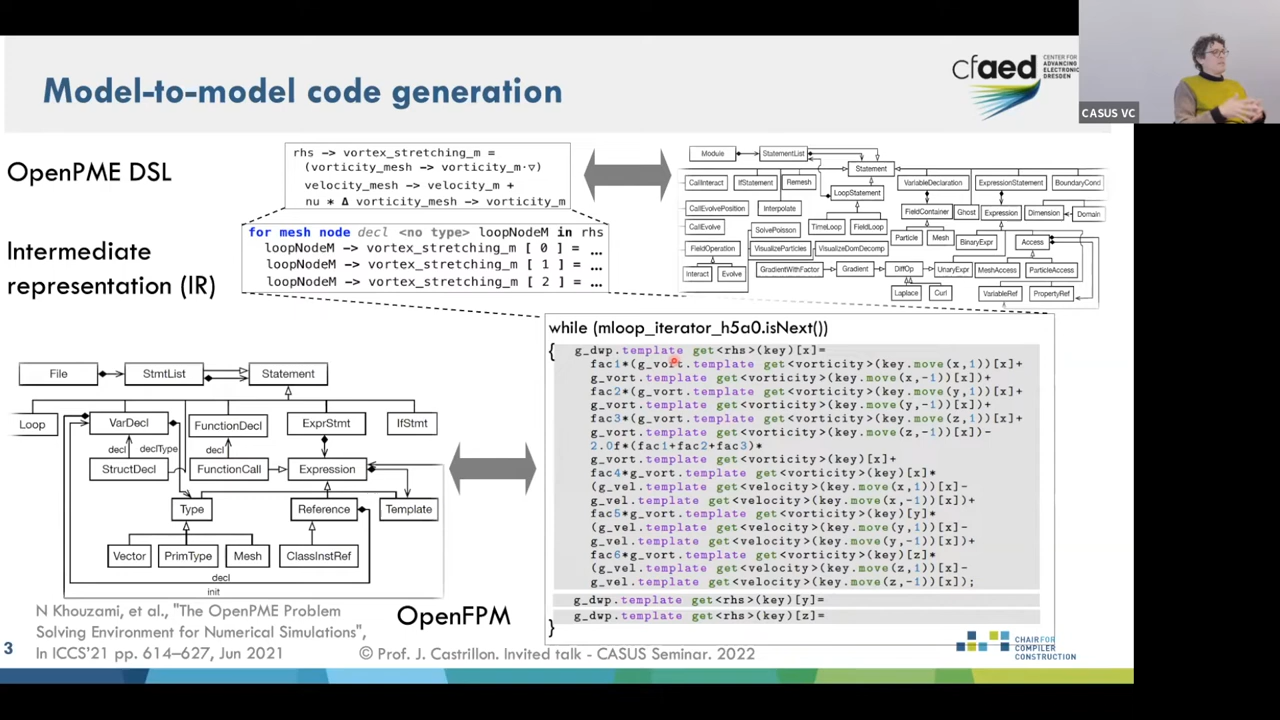 Model-to-model code generation
cfaed
CENTER FOR
ADVANCING
ELECTRONICS
DRESDEN
CASUS VC
OpenPME DSL
rhs -> vortex_stretching_m =
(vorticity_mesh -> vorticity_m·∇)
velocity_mesh -> velocity_m +
nu * Δ vorticity_mesh -> vorticity_m
Intermediate
representation (IR)
for mesh node decl <no type> loopNodeM in rhs
loopNodeM -> vortex_stretching_m [ 0 ] = ...
loopNodeM -> vortex_stretching_m [ 1 ] = ...
loopNodeM -> vortex_stretching_m [ 2 ] = ...
Module
StatementList
Statement
CallInteract
IfStatement
Remesh
LoopStatement
VariableDeclaration
ExpressionStatement
BoundaryCond
CallEvolvePosition
Interpolate
FieldContainer
Ghost
Expression
Dimension
Domain
CallEvolve
SolvePoisson
TimeLoop
FieldLoop
Particle
Mesh
BinaryExpr
Access
FieldOperation
VisualizeParticles
VisualizeDomDecomp
Interact
Evolve
GradientWithFactor
Gradient
DiffOp
UnaryExpr
MeshAccess
ParticleAccess
Laplace
Curl
VariableRef
PropertyRef
while (mloop_iterator_h5a0.isNext())
{
g_dwp.template get<rhs>(key)[x]=
fac1*(g_vort.template get<vorticity>(key.move(x,1))[x]+
g_vort.template get<vorticity>(key.move(x,-1))[x])+
fac2*(g_vort.template get<vorticity>(key.move(y,1))[x]+
g_vort.template get<vorticity>(key.move(y,-1))[x])+
fac3*(g_vort.template get<vorticity>(key.move(z,1))[x]+
g_vort.template get<vorticity>(key.move(z,-1))[x])-
2.0f*(fac1+fac2+fac3)*
g_vort.template get<vorticity>(key)[x]+
fac4*g_vort.template get<vorticity>(key)[x]*
(g_vel.template get<velocity>(key.move(x,1))[x]-
g_vel.template get<velocity>(key.move(x,-1))[x])+
fac5*g_vort.template get<vorticity>(key)[y]*
(g_vel.template get<velocity>(key.move(y,1))[x]-
g_vel.template get<velocity>(key.move(y,-1))[x])+
fac6*g_vort.template get<vorticity>(key)[z]*
(g_vel.template get<velocity>(key.move(z,1))[x]-
g_vel.template get<velocity>(key.move(z,-1))[x]);
g_dwp.template get<rhs>(key)[y]=
g_dwp.template get<rhs>(key)[z]=
}
File
StmtList
Statement
Loop
VarDecl
FunctionDecl
ExprStmt
IfStmt
decl
declType
decl
StructDecl
FunctionCall
Expression
Type
Reference
Template
Vector
PrimType
Mesh
ClassInstRef
decl
init
OpenFPM
N Khouzami, et al., "The OpenPME Problem
Solving Environment for Numerical Simulations",
In ICCS'21 pp. 614–627, Jun 2021
3
© Prof. J. Castrillon. Invited talk - CASUS Seminar. 2022
CHAIR FOR
COMPILER
CONSTRUCTION